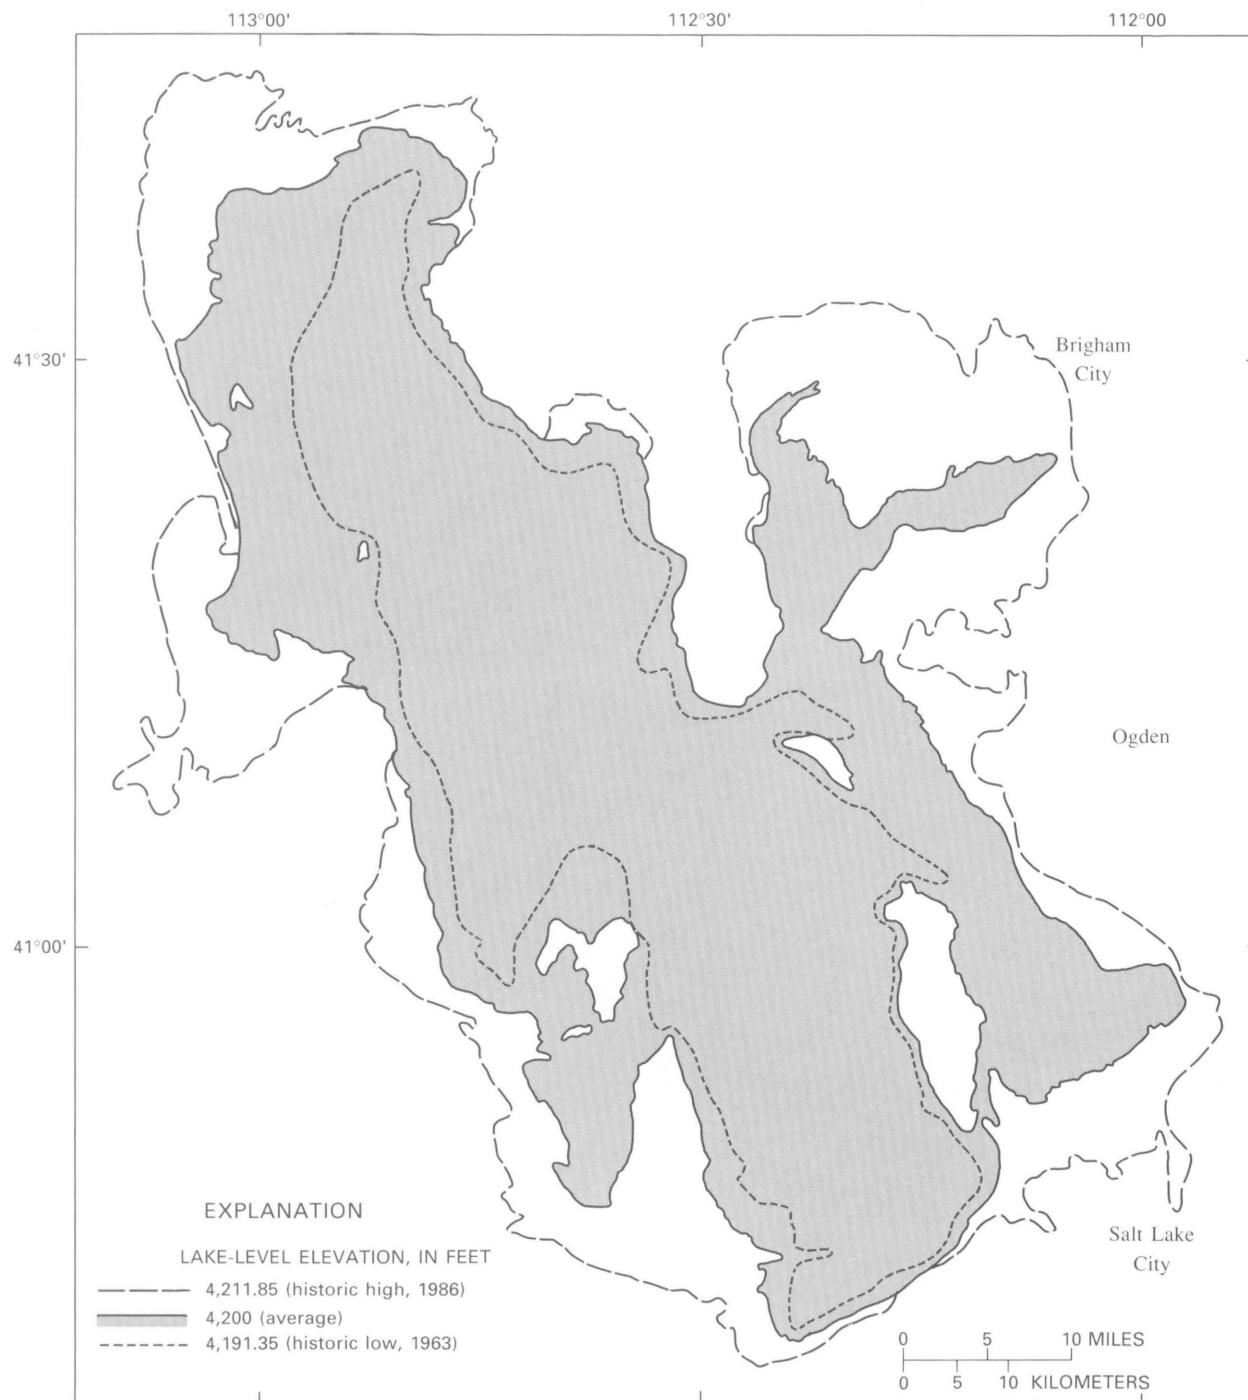 113°00' 112°30' 112°00
41°30'
Brigham
City
Ogden
41°00'
EXPLANATION
LAKE-LEVEL ELEVATION, IN FEET
4,211.85 (historic high, 1986)
4,200 (average)
4,191.35 (historic low, 1963)
Salt Lake
City
0 5 10 MILES
0 5 10 KILOMETERS